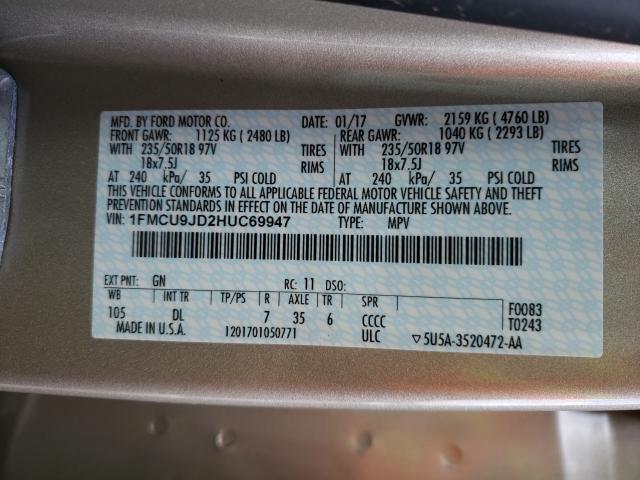 MFD. BY FORD MOTOR CO. DATE: 01/17 GVWR: 2159 KG ( 4760 LB)
FRONT GAWR: 1125 KG ( 2480 LB) REAR GAWR: 1040 KG ( 2293 LB)
WITH 235/50R18 97V TIRES WITH 235/50R18 97V TIRES
18x7.5J RIMS 18x7.5J RIMS
AT 240 kPa/ 35 PSI COLD AT 240 kPa/ 35 PSI COLD
THIS VEHICLE CONFORMS TO ALL APPLICABLE FEDERAL MOTOR VEHICLE SAFETY AND THEFT
PREVENTION STANDARDS IN EFFECT ON THE DATE OF MANUFACTURE SHOWN ABOVE.
VIN: 1FMCU9JD2HUC69947 TYPE: MPV
EXT PNT: GN RC: 11 DSO:
WB INT TR TP/PS R AXLE TR SPR F0083
105 DL 7 35 6 CCCC T0243
MADE IN U.S.A. 1201701050771 ULC ▽5U5A-3520472-AA